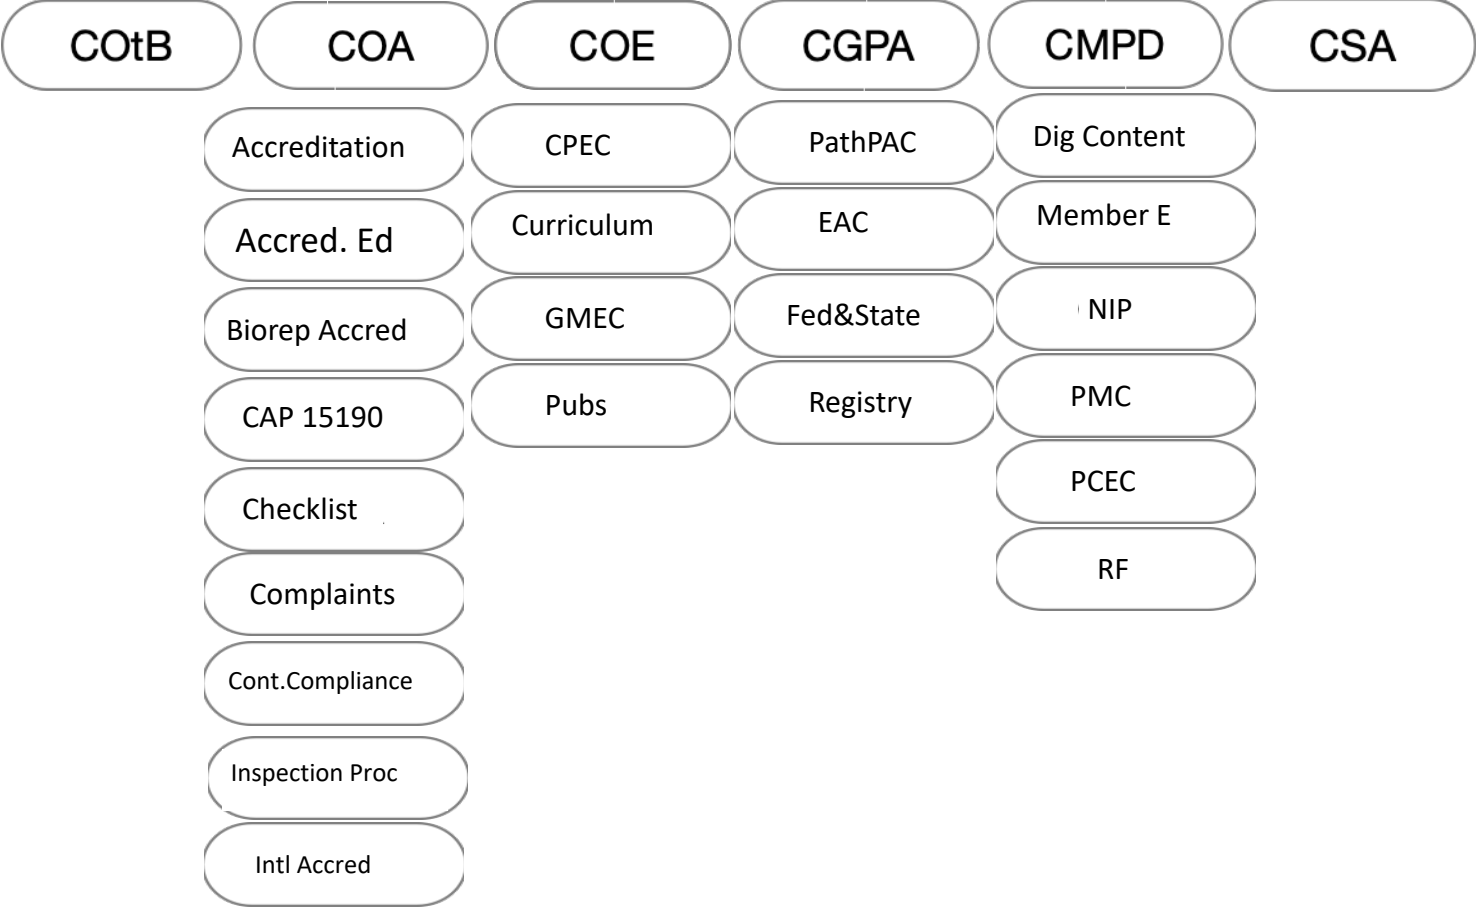 COtB
COA
COE
CGPA
CMPD
CSA
Accreditation
Accred. Ed
Biorep Accred
CAP 15190
Checklist
Complaints
Cont.Compliance
Inspection Proc
Intl Accred
CPEC
Curriculum
GMEC
Pubs
PathPAC
EAC
Fed&State
Registry
Dig Content
Member E
NIP
PMC
PCEC
RF